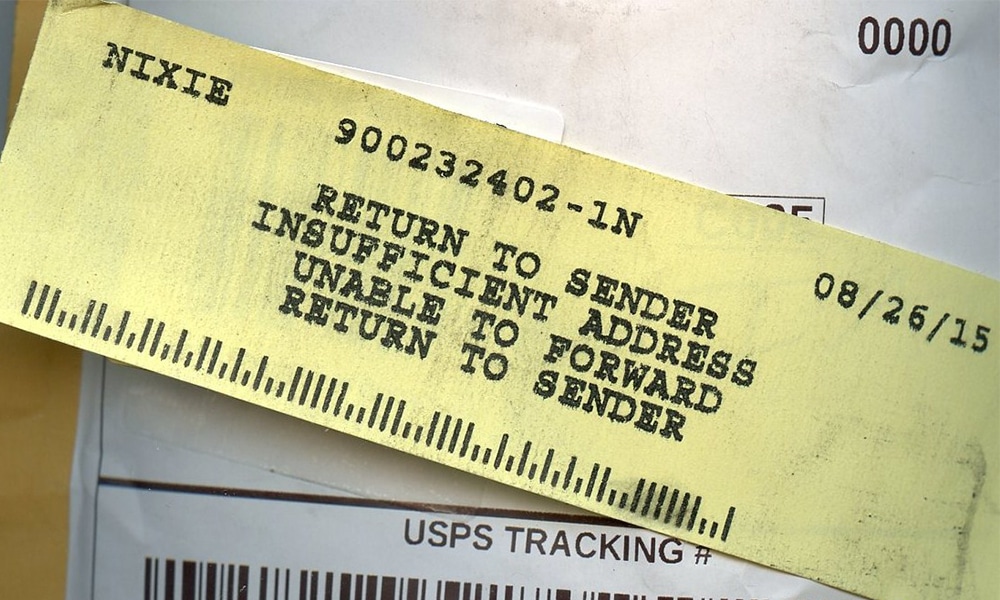 0000
NIXIE
900232402-1N
08/26/15
RETURN TO SENDER
INSUFFICIENT ADDRESS
UNABLE TO FORWARD
RETURN TO SENDER
USPS TRACKING #